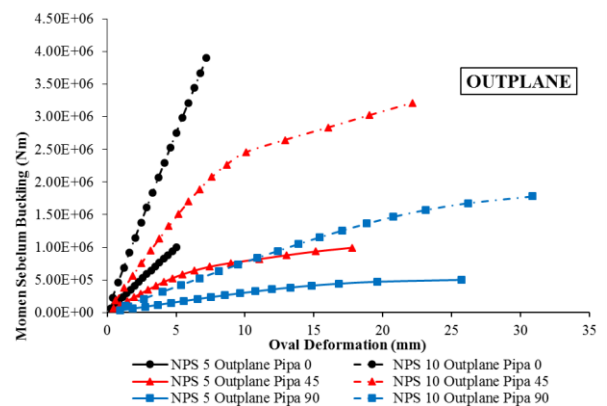 4.50E+06
4.00E+06
3.50E+06
3.00E+06
2.50E+06
2.00E+06
1.50E+06
1.00E+06
5.00E+05
0.00E+00
Momen Sebelum Buckling (Nm)
OUTPLANE
0 5 10 15 20 25 30 35
Oval Deformation (mm)
NPS 5 Outplane Pipa 0 NPS 10 Outplane Pipa 0
NPS 5 Outplane Pipa 45 NPS 10 Outplane Pipa 45
NPS 5 Outplane Pipa 90 NPS 10 Outplane Pipa 90